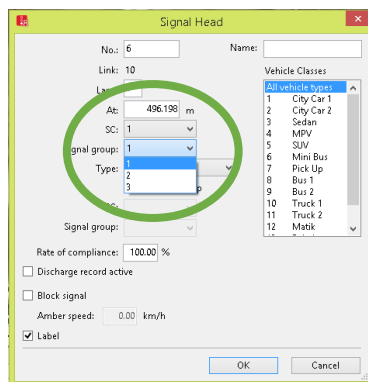 Signal Head
No.: 6 Name:
Link: 10 Vehicle Classes
All vehicle types
At: 496.198 m
1 City Car 1
2 City Car 2
SC: 1
3 Sedan
4 MPV
gnal group: 1
5 SUV
1
6 Mini Bus
Type:
7 Pick Up
2
8 Bus 1
3
9 Bus 2
10 Truck 1
11 Truck 2
Signal group:
12 Matik
Rate of compliance: 100.00 %
Discharge record active
Block signal
Amber speed: 0.00 km/h
Label
OK Cancel